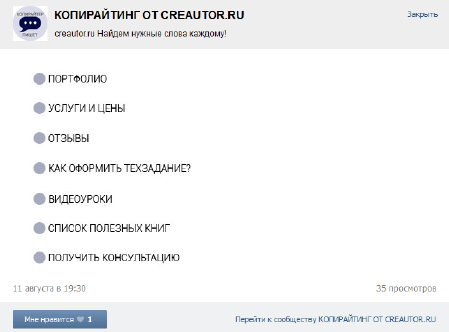 КОПИРАЙТЕР
ПИШЕТ
КОПИРАЙТИНГ ОТ CREAUTOR.RU
Закрыть
creautor.ru Найдем нужные слова каждому!
ПОРТФОЛИО
УСЛУГИ И ЦЕНЫ
ОТЗЫВЫ
КАК ОФОРМИТЬ ТЕХЗАДАНИЕ?
ВИДЕОУРОКИ
СПИСОК ПОЛЕЗНЫХ КНИГ
ПОЛУЧИТЬ КОНСУЛЬТАЦИЮ
11 августа в 19:30
35 просмотров
Мне нравится 1
Перейти к сообществу КОПИРАЙТИНГ ОТ CREAUTOR.RU